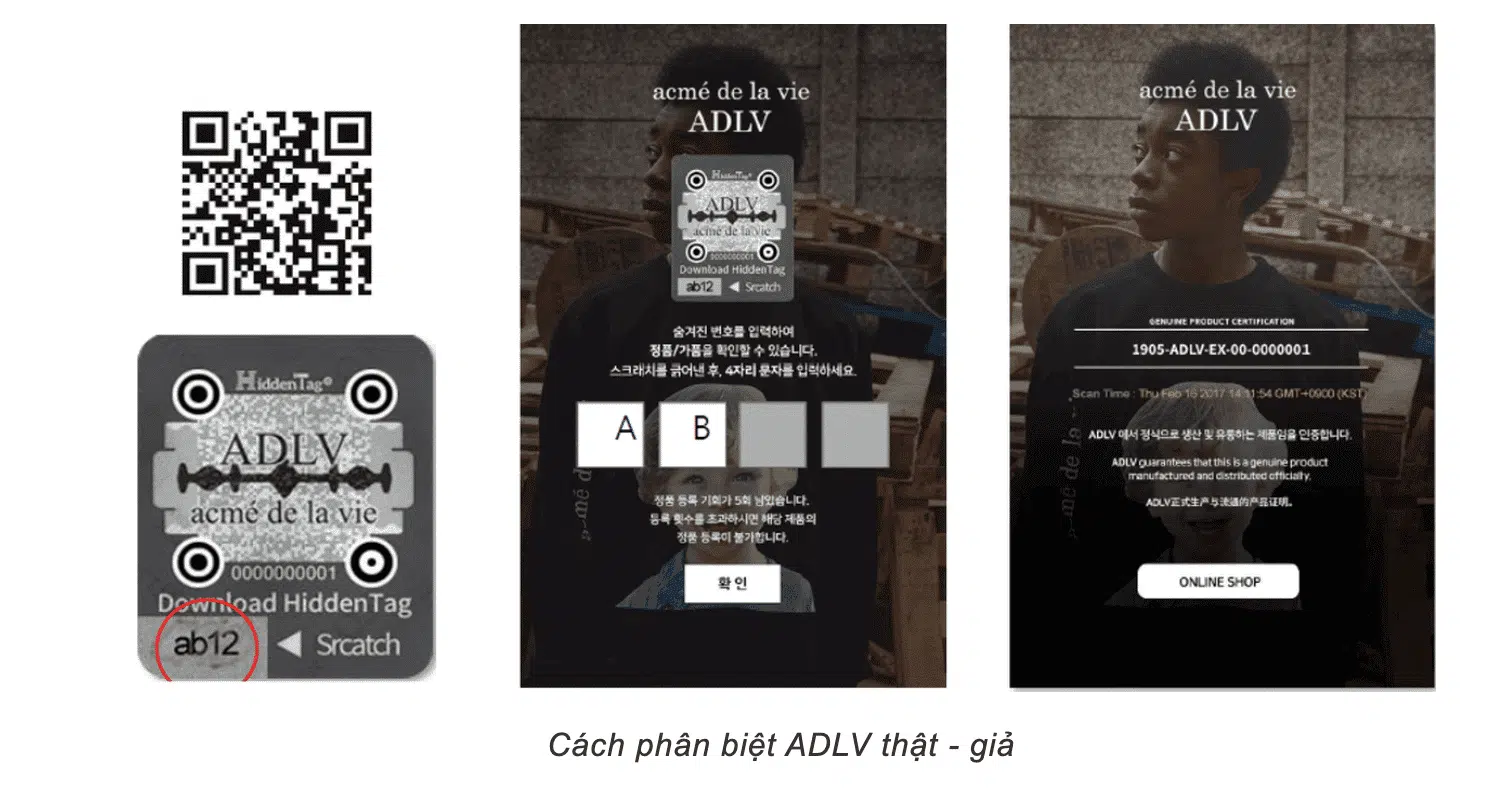 HiddenTag®
ADLV
acmé de la vie
0000000001
Download HiddenTag
ab12 ◀ Srcatch
acmé de la vie
ADLV
HiddenTag®
ADLV
acmé de la vie
0000000001
Download HiddenTag
ab12 ◀ Srcatch
숨겨진 번호를 입력하여
정품/가품을 확인할 수 있습니다.
스크래치를 긁어낸 후, 4자리 문자를 입력하세요.
A B
정품 등록 기회가 5회 남았습니다.
등록 횟수를 초과하시면 해당 제품의
정품 등록이 불가합니다.
확 인
acmé de la vie
ADLV
GENUINE PRODUCT CERTIFICATION
1905-ADLV-EX-00-0000001
Scan Time : Thu Feb 16 2017 14:11:54 GMT+0900 (KST)
ADLV 에서 정식으로 생산 및 유통하는 제품임을 인증합니다.
ADLV guarantees that this is a genuine product
manufactured and distributed officially.
ADLV正式生产与流通的产品证明。
ONLINE SHOP
Cách phân biệt ADLV thật - giả